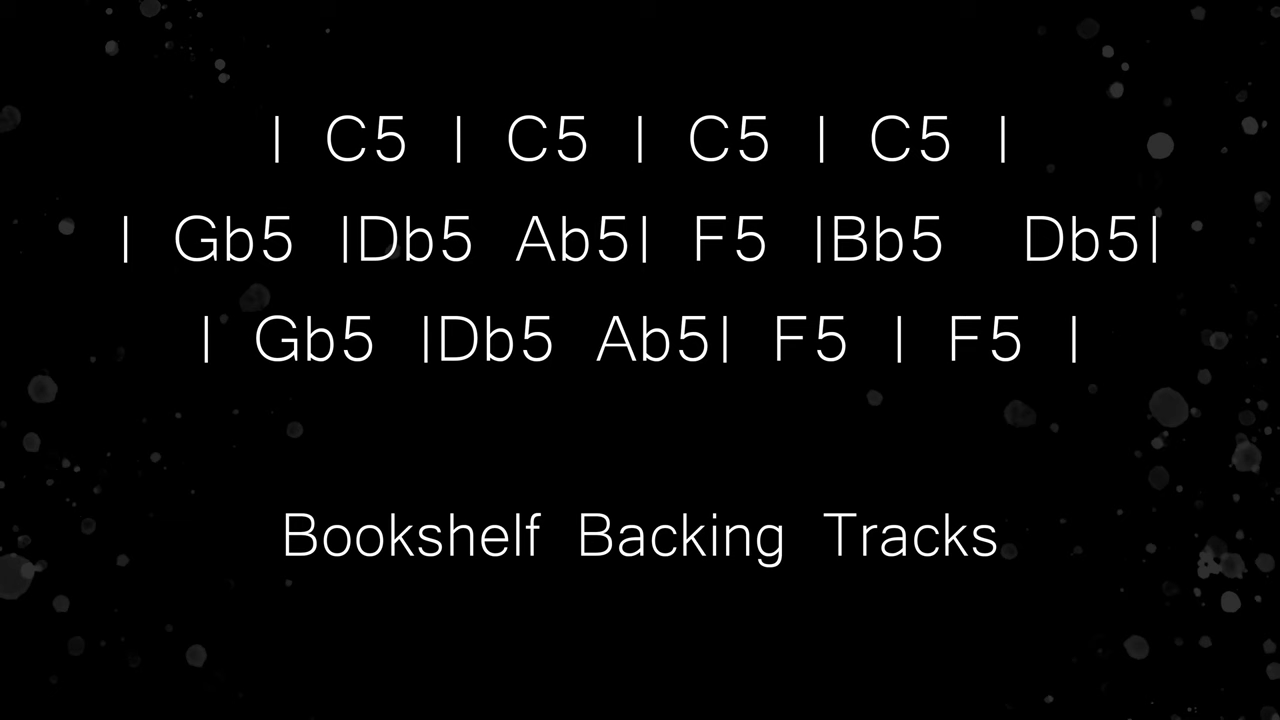 | C5 | C5 | C5 | C5 |
| Gb5 |Db5 Ab5| F5 |Bb5 Db5|
| Gb5 |Db5 Ab5| F5 | F5 |
Bookshelf Backing Tracks